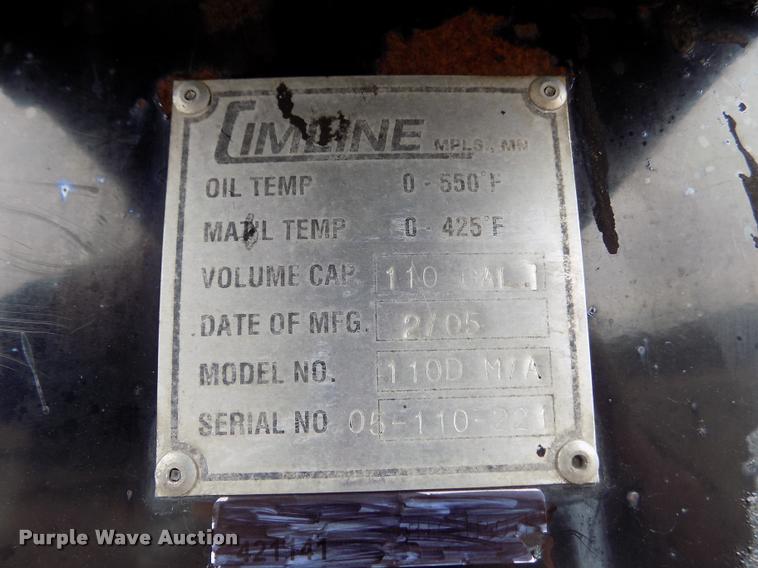 CIMLINE MPLS., MN
OIL TEMP 0 - 550°F
MAT'L TEMP 0 - 425°F
VOLUME CAP. 110 GAL.
DATE OF MFG. 2/05
MODEL NO. 110D M/A
SERIAL NO 05-110-221
421141
Purple Wave Auction